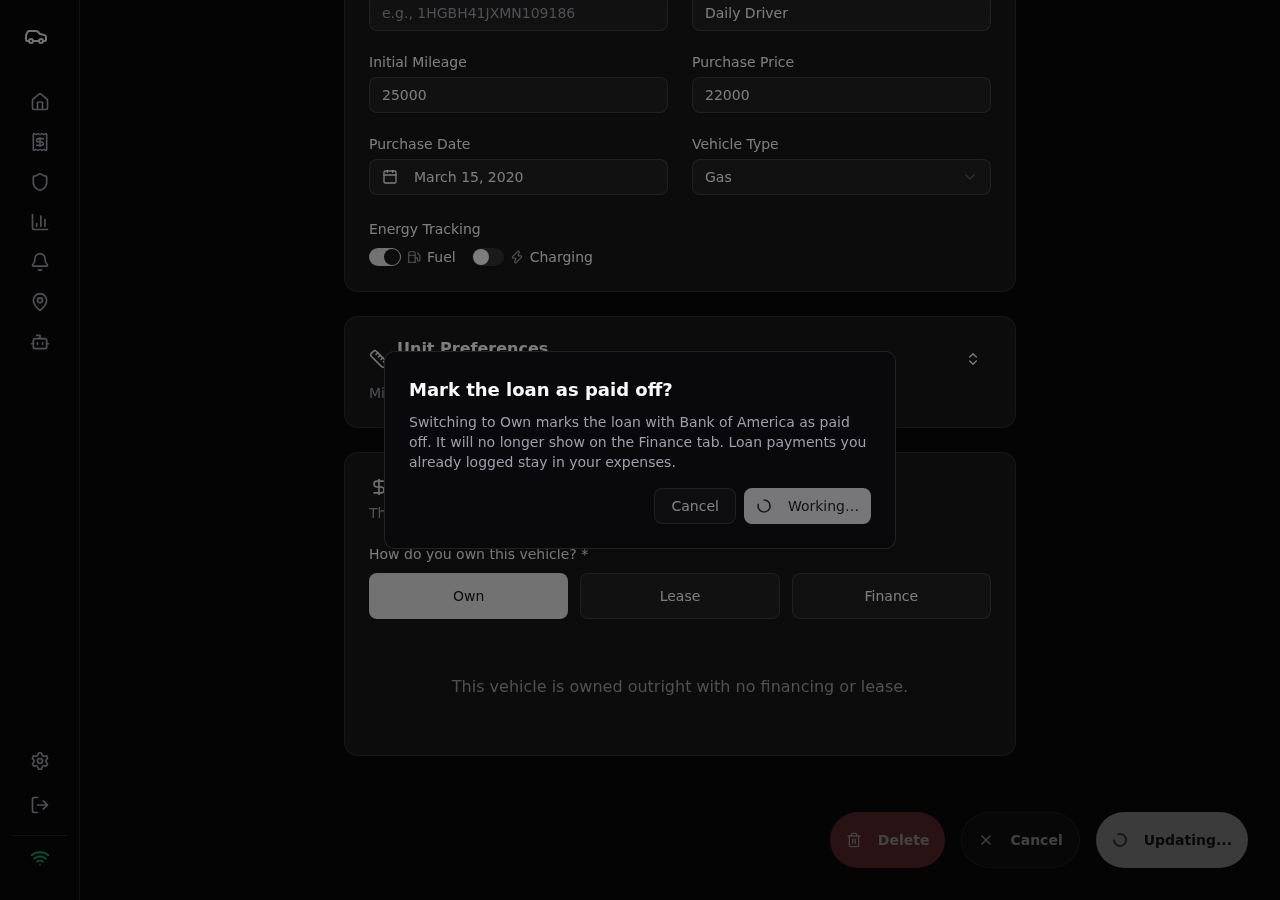 e.g., 1HGBH41JXMN109186
Daily Driver
Initial Mileage
Purchase Price
25000
22000
Purchase Date
Vehicle Type
March 15, 2020
Gas
Energy Tracking
Fuel
Charging
Unit Preferences
Mi
Mark the loan as paid off?
Switching to Own marks the loan with Bank of America as paid
off. It will no longer show on the Finance tab. Loan payments you
already logged stay in your expenses.
Cancel
Working...
Th
How do you own this vehicle? *
Own
Lease
Finance
This vehicle is owned outright with no financing or lease.
Delete
Cancel
Updating...